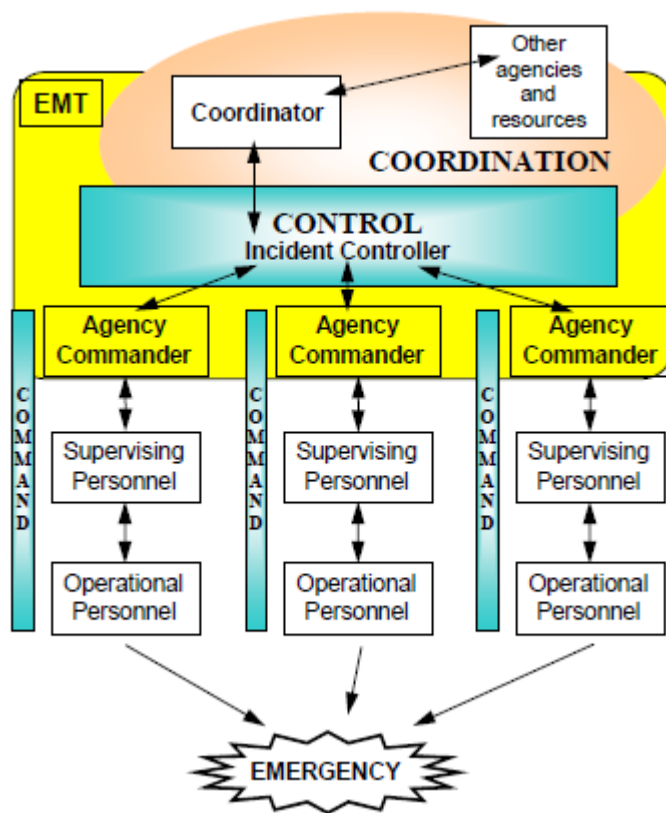 Other
agencies
and
resources
EMT
Coordinator
COORDINATION
CONTROL
Incident Controller
COMMAND
Agency
Commander
COMMAND
Agency
Commander
COMMAND
Agency
Commander
Supervising
Personnel
Supervising
Personnel
Supervising
Personnel
Operational
Personnel
Operational
Personnel
Operational
Personnel
EMERGENCY